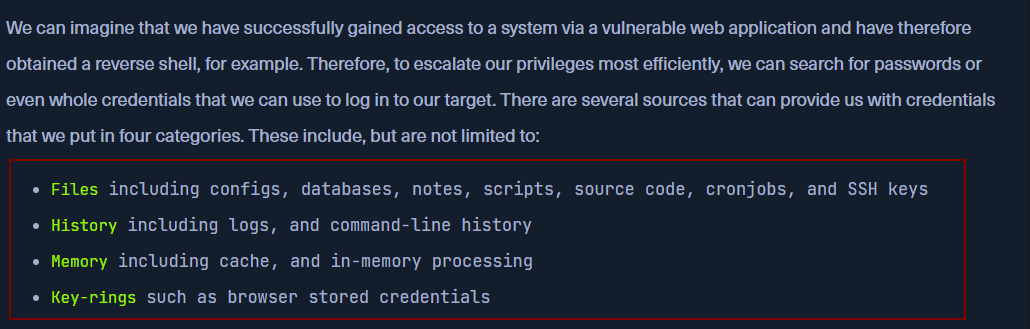 We can imagine that we have successfully gained access to a system via a vulnerable web application and have therefore
obtained a reverse shell, for example. Therefore, to escalate our privileges most efficiently, we can search for passwords or
even whole credentials that we can use to log in to our target. There are several sources that can provide us with credentials
that we put in four categories. These include, but are not limited to:
• Files including configs, databases, notes, scripts, source code, cronjobs, and SSH keys
• History including logs, and command-line history
• Memory including cache, and in-memory processing
• Key-rings such as browser stored credentials